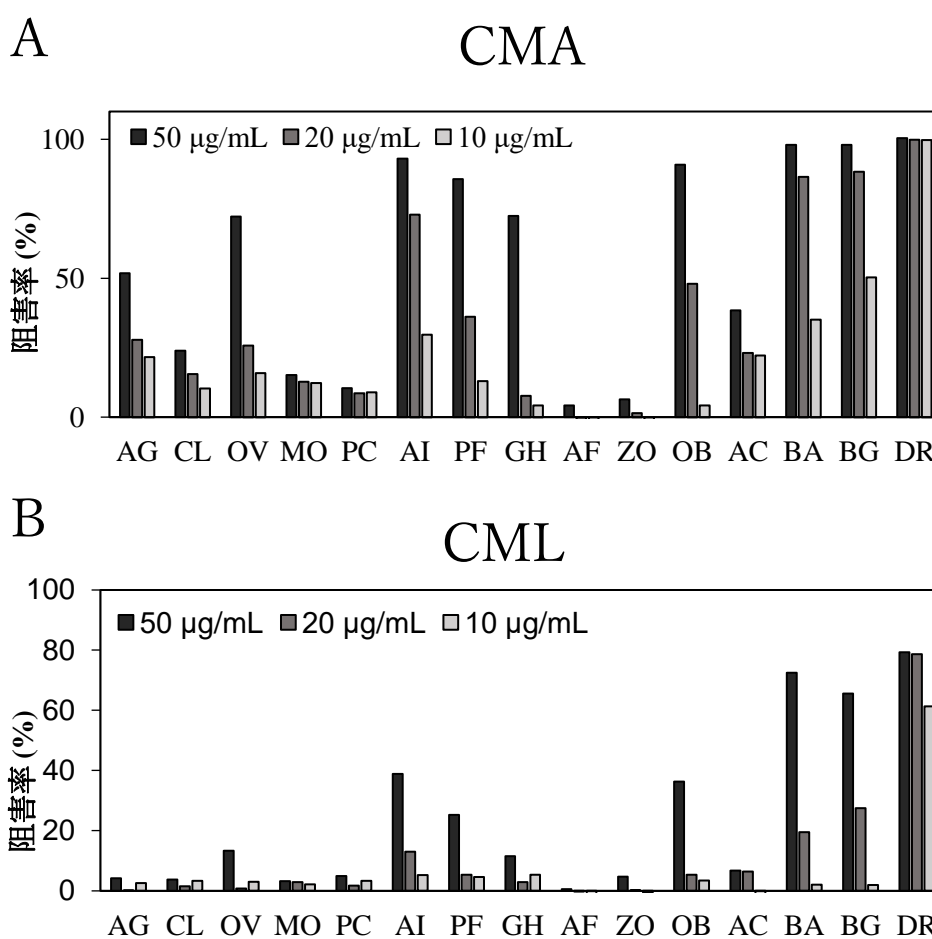 A
CMA
50 μg/mL 20 μg/mL 10 μg/mL
100
50
0
阻害率 (%)
AG CL OV MO PC AI PF GH AF ZO OB AC BA BG DR
B
CML
50 μg/mL 20 μg/mL 10 μg/mL
100
80
60
40
20
0
阻害率 (%)
AG CL OV MO PC AI PF GH AF ZO OB AC BA BG DR